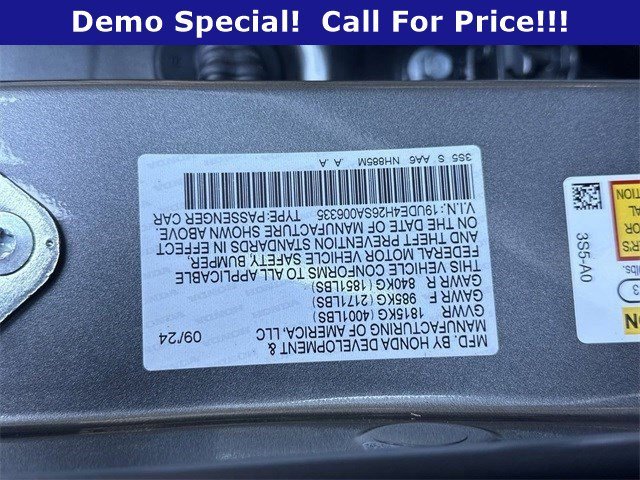 Demo Special!  Call For Price!!!
MFD. BY HONDA DEVELOPMENT &
MANUFACTURING OF AMERICA, LLC 09/24
GVWR 1815KG(4001LBS)
GAWR F 985KG(2171LBS)
GAWR R 840KG(1851LBS)
THIS VEHICLE CONFORMS TO ALL APPLICABLE
FEDERAL MOTOR VEHICLE SAFETY, BUMPER,
AND THEFT PREVENTION STANDARDS IN EFFECT
ON THE DATE OF MANUFACTURE SHOWN ABOVE.
V.I.N.:19UDE4H26SA006335 TYPE:PASSENGER CAR
3S5 S AA6 NH885M .A .A
3S5-A0